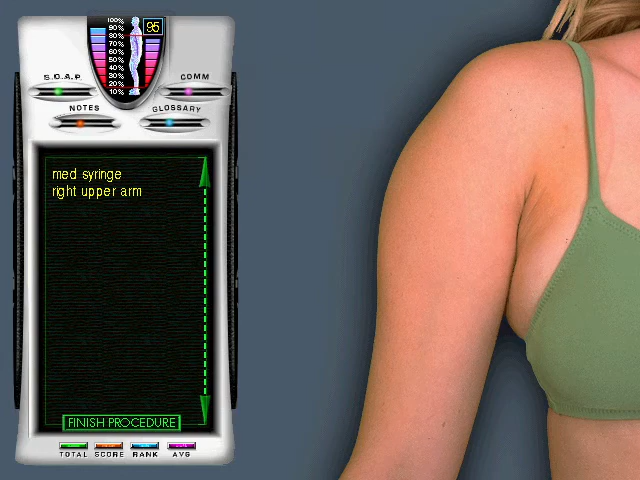 100%
90%
80%
70%
60%
50%
40%
30%
20%
10%
95
S.O.A.P.
COMM
NOTES
GLOSSARY
med syringe
right upper arm
FINISH PROCEDURE
TOTAL SCORE RANK AVG